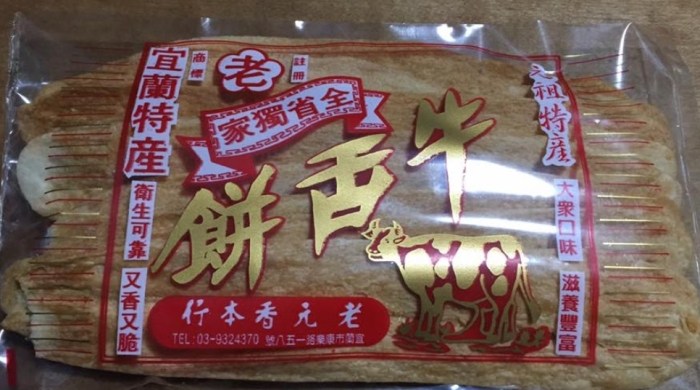 元祖特產
大眾口味
滋養豐富
註冊
老
商標
全省獨家
牛舌餅
老元香本行
宜蘭市康樂路一五八號
TEL:03-9324370
宜蘭特產
衛生可靠
又香又脆